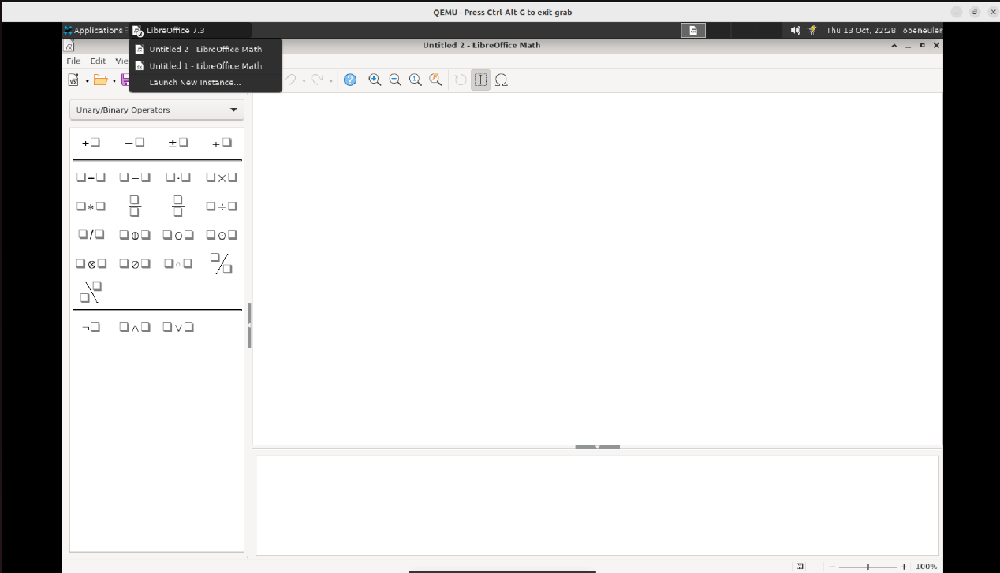 QEMU - Press Ctrl-Alt-G to exit grab
Applications LibreOffice 7.3 Thu 13 Oct, 22:28 openeuler
Untitled 2 - LibreOffice Math
Untitled 2 - LibreOffice Math
Untitled 1 - LibreOffice Math
Launch New Instance...
File Edit Vie
Unary/Binary Operators
100%